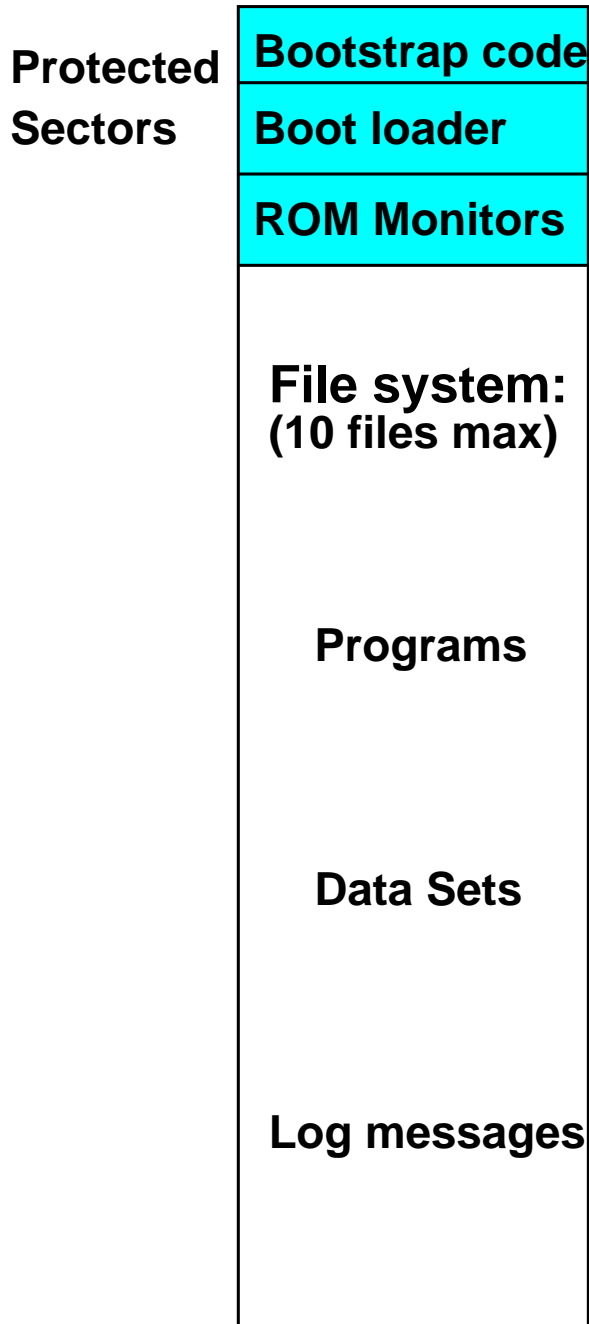 Protected
Sectors
Bootstrap code
Boot loader
ROM Monitors
File system:
(10 files max)
Programs
Data Sets
Log messages